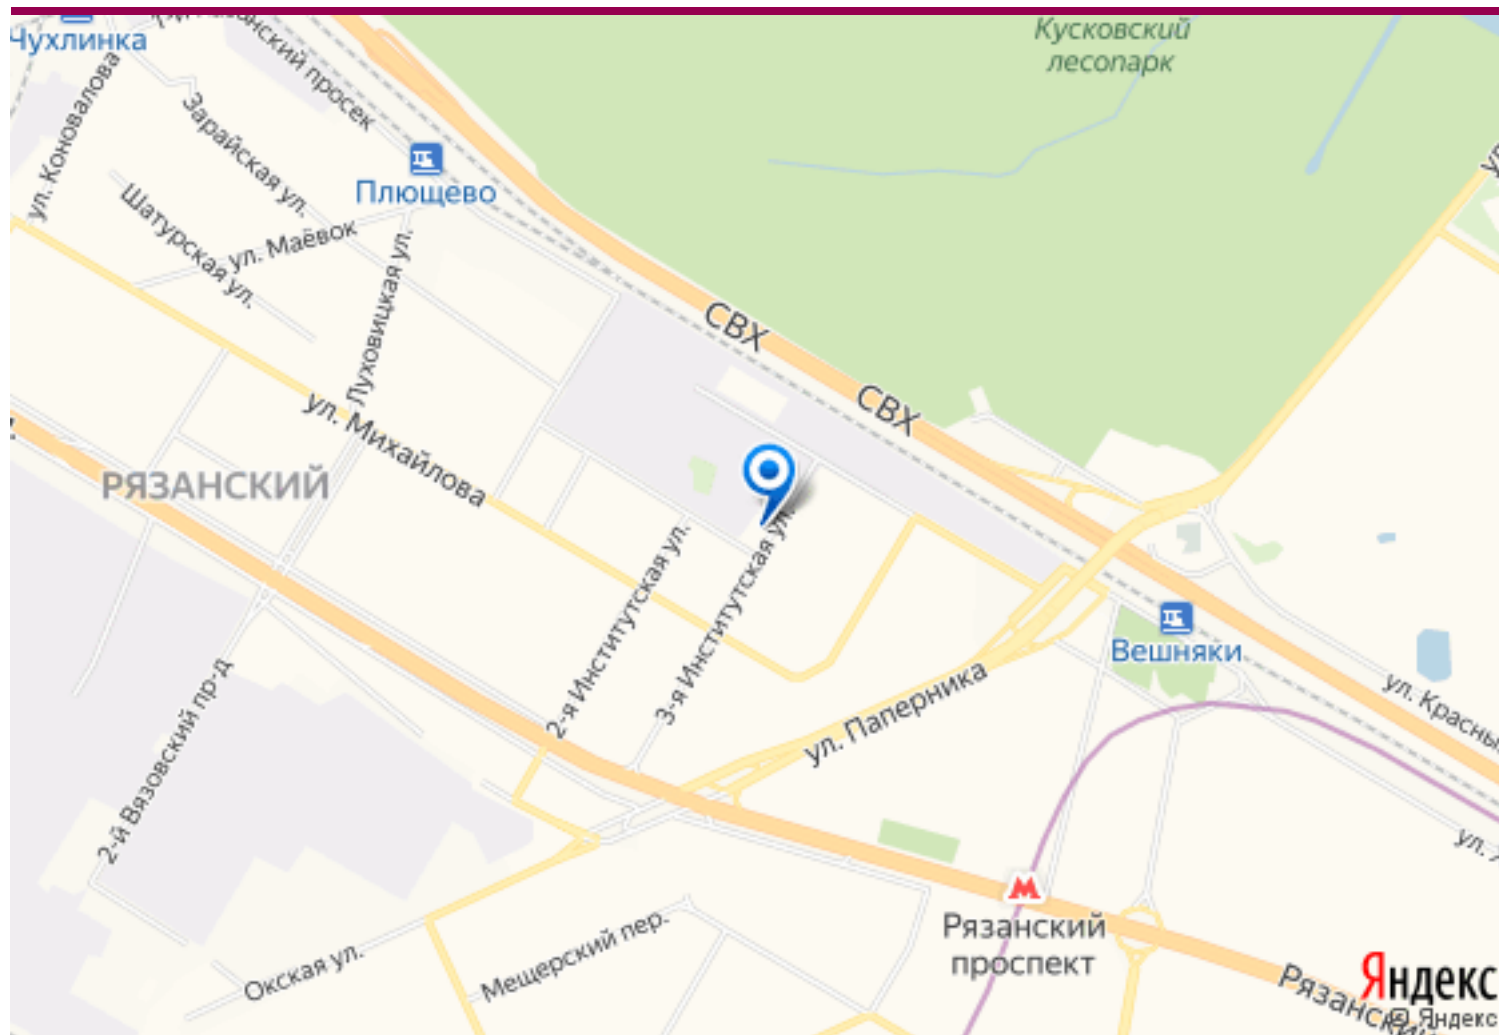 Чухлинка
Кусковский
лесопарк
просек
ул. Коновалова
Зарайская ул.
Плющево
Шатурская ул.
ул. Маёвок
Луховицкая ул.
СВХ
СВХ
ул. Михайлова
РЯЗАНСКИЙ
2-я Институтская ул.
3-я Институтская ул.
Вешняки
ул. Паперника
2-й Вязовский пр-д
ул.
Рязанский
проспект
Окская ул.
Мещерский пер.
Яндекс
© Яндекс